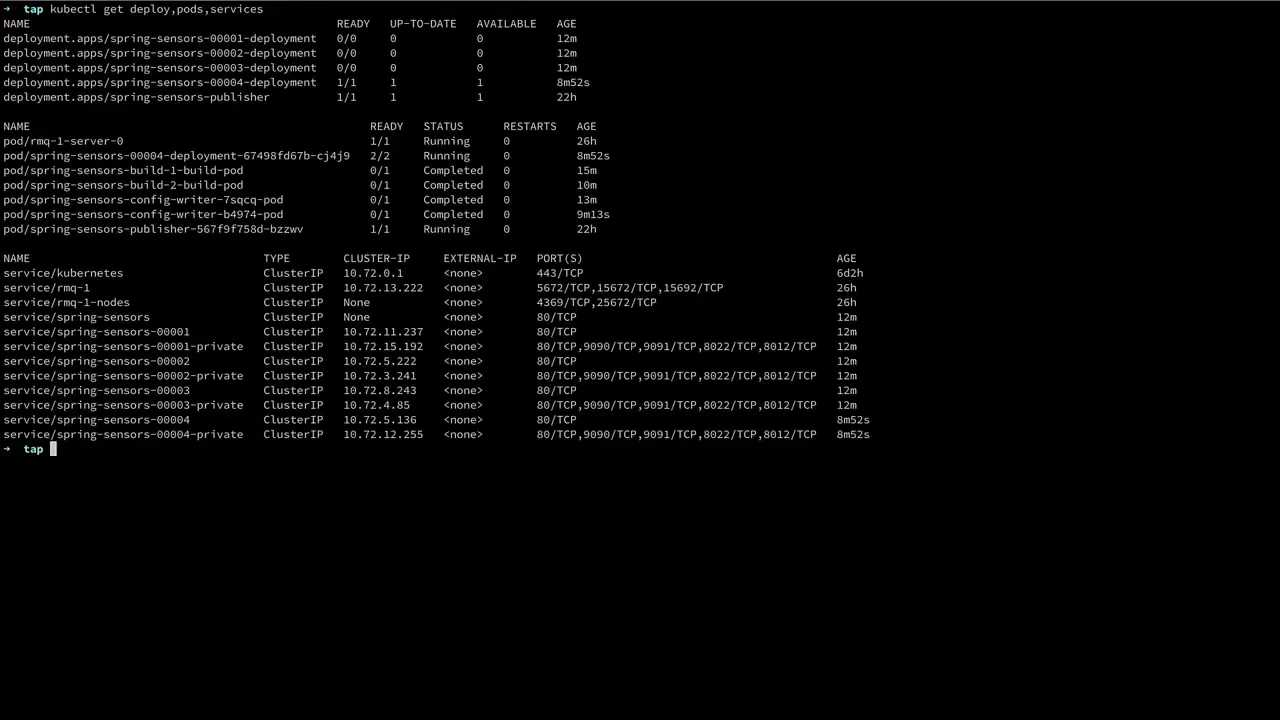 → tap kubectl get deploy,pods,services
NAME READY UP-TO-DATE AVAILABLE AGE
deployment.apps/spring-sensors-00001-deployment 0/0 0 0 12m
deployment.apps/spring-sensors-00002-deployment 0/0 0 0 12m
deployment.apps/spring-sensors-00003-deployment 0/0 0 0 12m
deployment.apps/spring-sensors-00004-deployment 1/1 1 1 8m52s
deployment.apps/spring-sensors-publisher 1/1 1 1 22h
NAME READY STATUS RESTARTS AGE
pod/rmq-1-server-0 1/1 Running 0 26h
pod/spring-sensors-00004-deployment-67498fd67b-cj4j9 2/2 Running 0 8m52s
pod/spring-sensors-build-1-build-pod 0/1 Completed 0 15m
pod/spring-sensors-build-2-build-pod 0/1 Completed 0 10m
pod/spring-sensors-config-writer-7sqcq-pod 0/1 Completed 0 13m
pod/spring-sensors-config-writer-b4974-pod 0/1 Completed 0 9m13s
pod/spring-sensors-publisher-567f9f758d-bzzwv 1/1 Running 0 22h
NAME TYPE CLUSTER-IP EXTERNAL-IP PORT(S) AGE
service/kubernetes ClusterIP 10.72.0.1 <none> 443/TCP 6d2h
service/rmq-1 ClusterIP 10.72.13.222 <none> 5672/TCP,15672/TCP,15692/TCP 26h
service/rmq-1-nodes ClusterIP None <none> 4369/TCP,25672/TCP 26h
service/spring-sensors ClusterIP None <none> 80/TCP 12m
service/spring-sensors-00001 ClusterIP 10.72.11.237 <none> 80/TCP 12m
service/spring-sensors-00001-private ClusterIP 10.72.15.192 <none> 80/TCP,9090/TCP,9091/TCP,8022/TCP,8012/TCP 12m
service/spring-sensors-00002 ClusterIP 10.72.5.222 <none> 80/TCP 12m
service/spring-sensors-00002-private ClusterIP 10.72.3.241 <none> 80/TCP,9090/TCP,9091/TCP,8022/TCP,8012/TCP 12m
service/spring-sensors-00003 ClusterIP 10.72.8.243 <none> 80/TCP 12m
service/spring-sensors-00003-private ClusterIP 10.72.4.85 <none> 80/TCP,9090/TCP,9091/TCP,8022/TCP,8012/TCP 12m
service/spring-sensors-00004 ClusterIP 10.72.5.136 <none> 80/TCP 8m52s
service/spring-sensors-00004-private ClusterIP 10.72.12.255 <none> 80/TCP,9090/TCP,9091/TCP,8022/TCP,8012/TCP 8m52s
→ tap